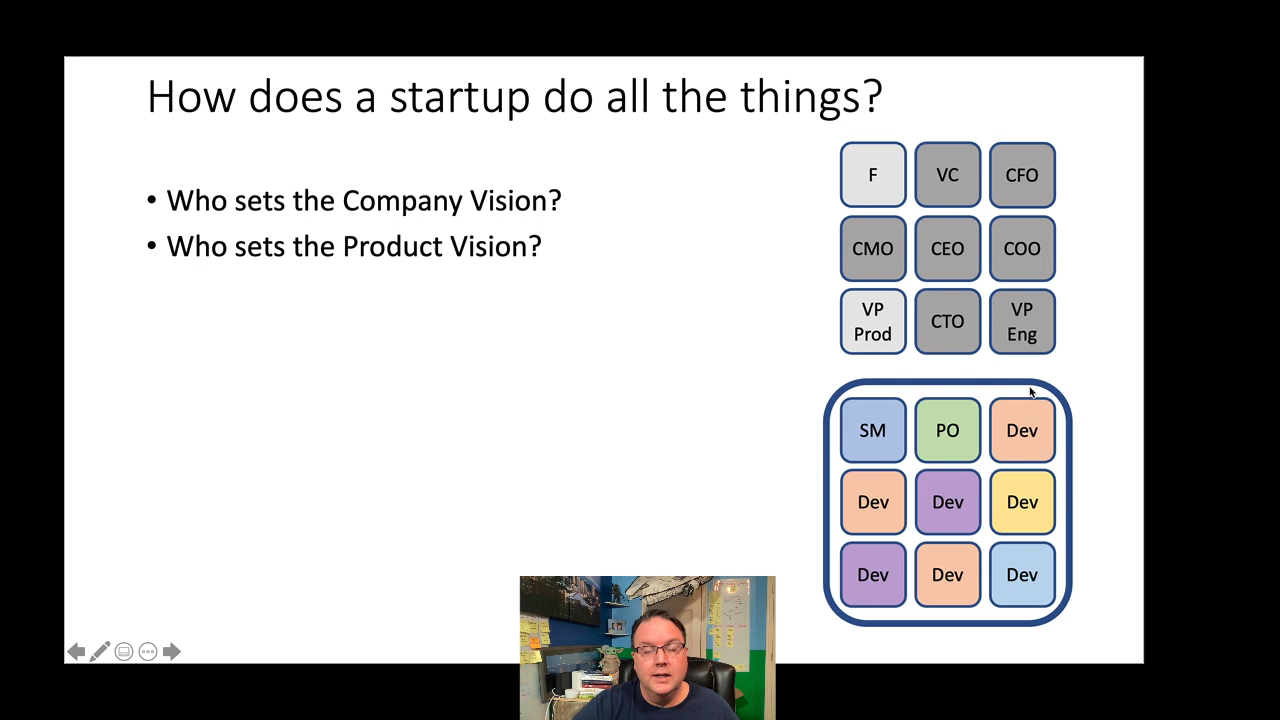 How does a startup do all the things?
• Who sets the Company Vision?
• Who sets the Product Vision?
F VC CFO
CMO CEO COO
VP Prod CTO VP Eng
SM PO Dev
Dev Dev Dev
Dev Dev Dev